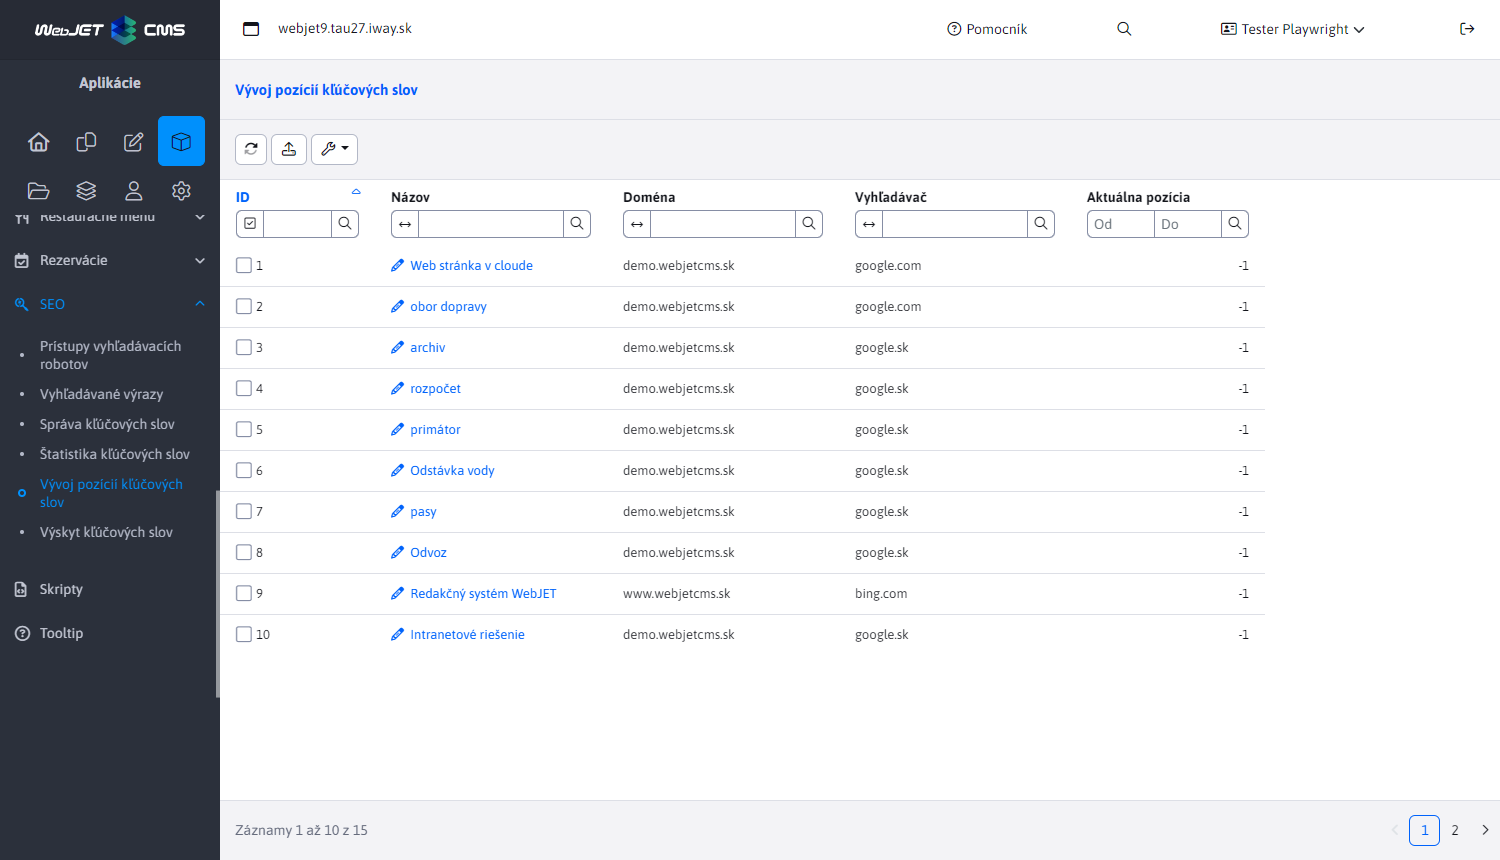 WebJET CMS
webjet9.tau27.iway.sk
Pomocník
Tester Playwright
Aplikácie
Reštauračné menu
Rezervácie
SEO
Prístupy vyhľadávacích
robotov
Vyhľadávané výrazy
Správa kľúčových slov
Štatistika kľúčových slov
Vývoj pozícií kľúčových
slov
Výskyt kľúčových slov
Skripty
Tooltip
Vývoj pozícií kľúčových slov
ID Názov Doména Vyhľadávač Aktuálna pozícia
Od Do
1 Web stránka v cloude demo.webjetcms.sk google.com -1
2 obor dopravy demo.webjetcms.sk google.com -1
3 archiv demo.webjetcms.sk google.sk -1
4 rozpočet demo.webjetcms.sk google.sk -1
5 primátor demo.webjetcms.sk google.sk -1
6 Odstávka vody demo.webjetcms.sk google.sk -1
7 pasy demo.webjetcms.sk google.sk -1
8 Odvoz demo.webjetcms.sk google.sk -1
9 Redakčný systém WebJET www.webjetcms.sk bing.com -1
10 Intranetové riešenie demo.webjetcms.sk google.sk -1
Záznamy 1 až 10 z 15
1 2